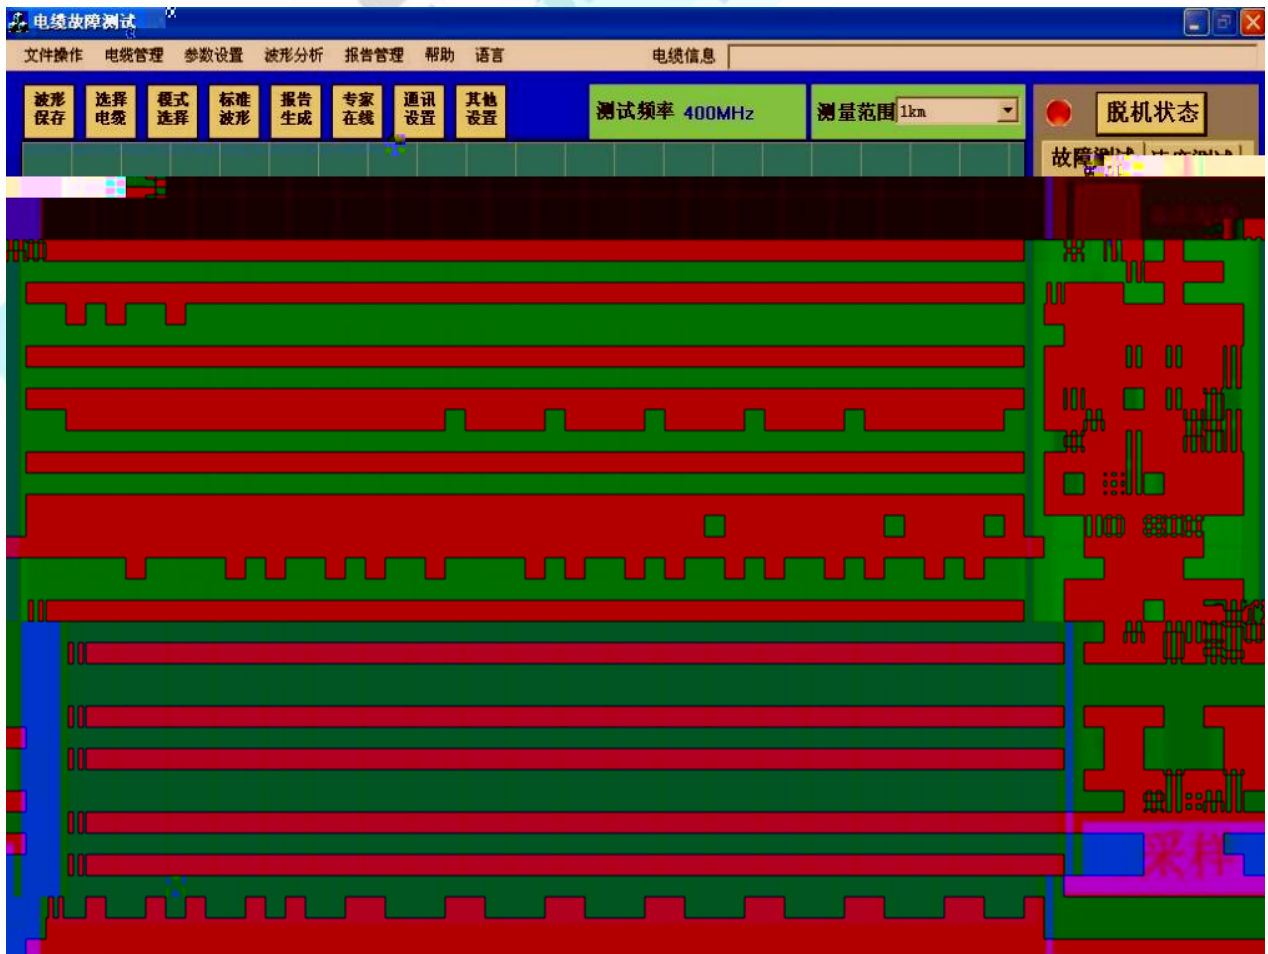 电缆故障测试
文件操作 电缆管理 参数设置 波形分析 报告管理 帮助 语言 电缆信息
波形保存 选择电缆 模式选择 标准波形 报告生成 专家在线 通讯设置 其他设置 测试频率 400MHz 测量范围 1km 脱机状态
故障测试
采样